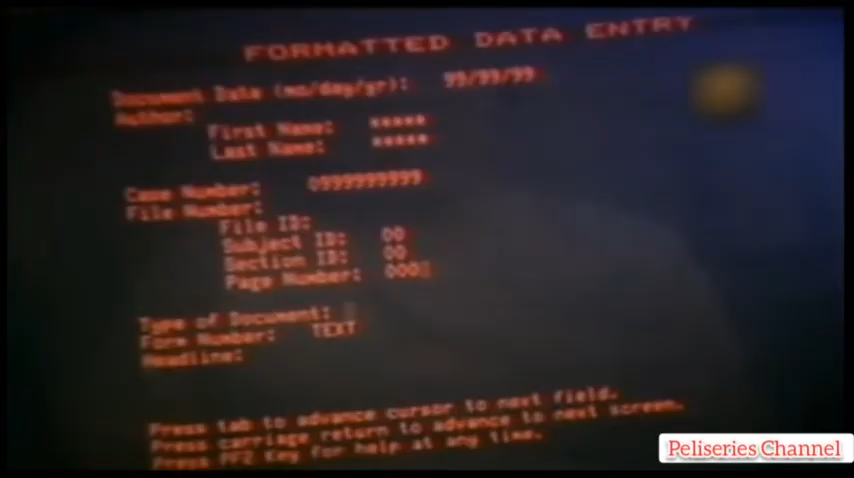 FORMATTED DATA ENTRY
Document Date (mo/day/yr): 99/99/99
Author:
First Name: *****
Last Name: *****
Case Number: 0999999999
File Number:
File ID:
Subject ID: 00
Section ID: 00
Page Number: 000
Type of Document:
Form Number: TEXT
Headline:
Press tab to advance cursor to next field.
Press carriage return to advance to next screen.
Press PF2 Key for help at any time.
Peliseries Channel